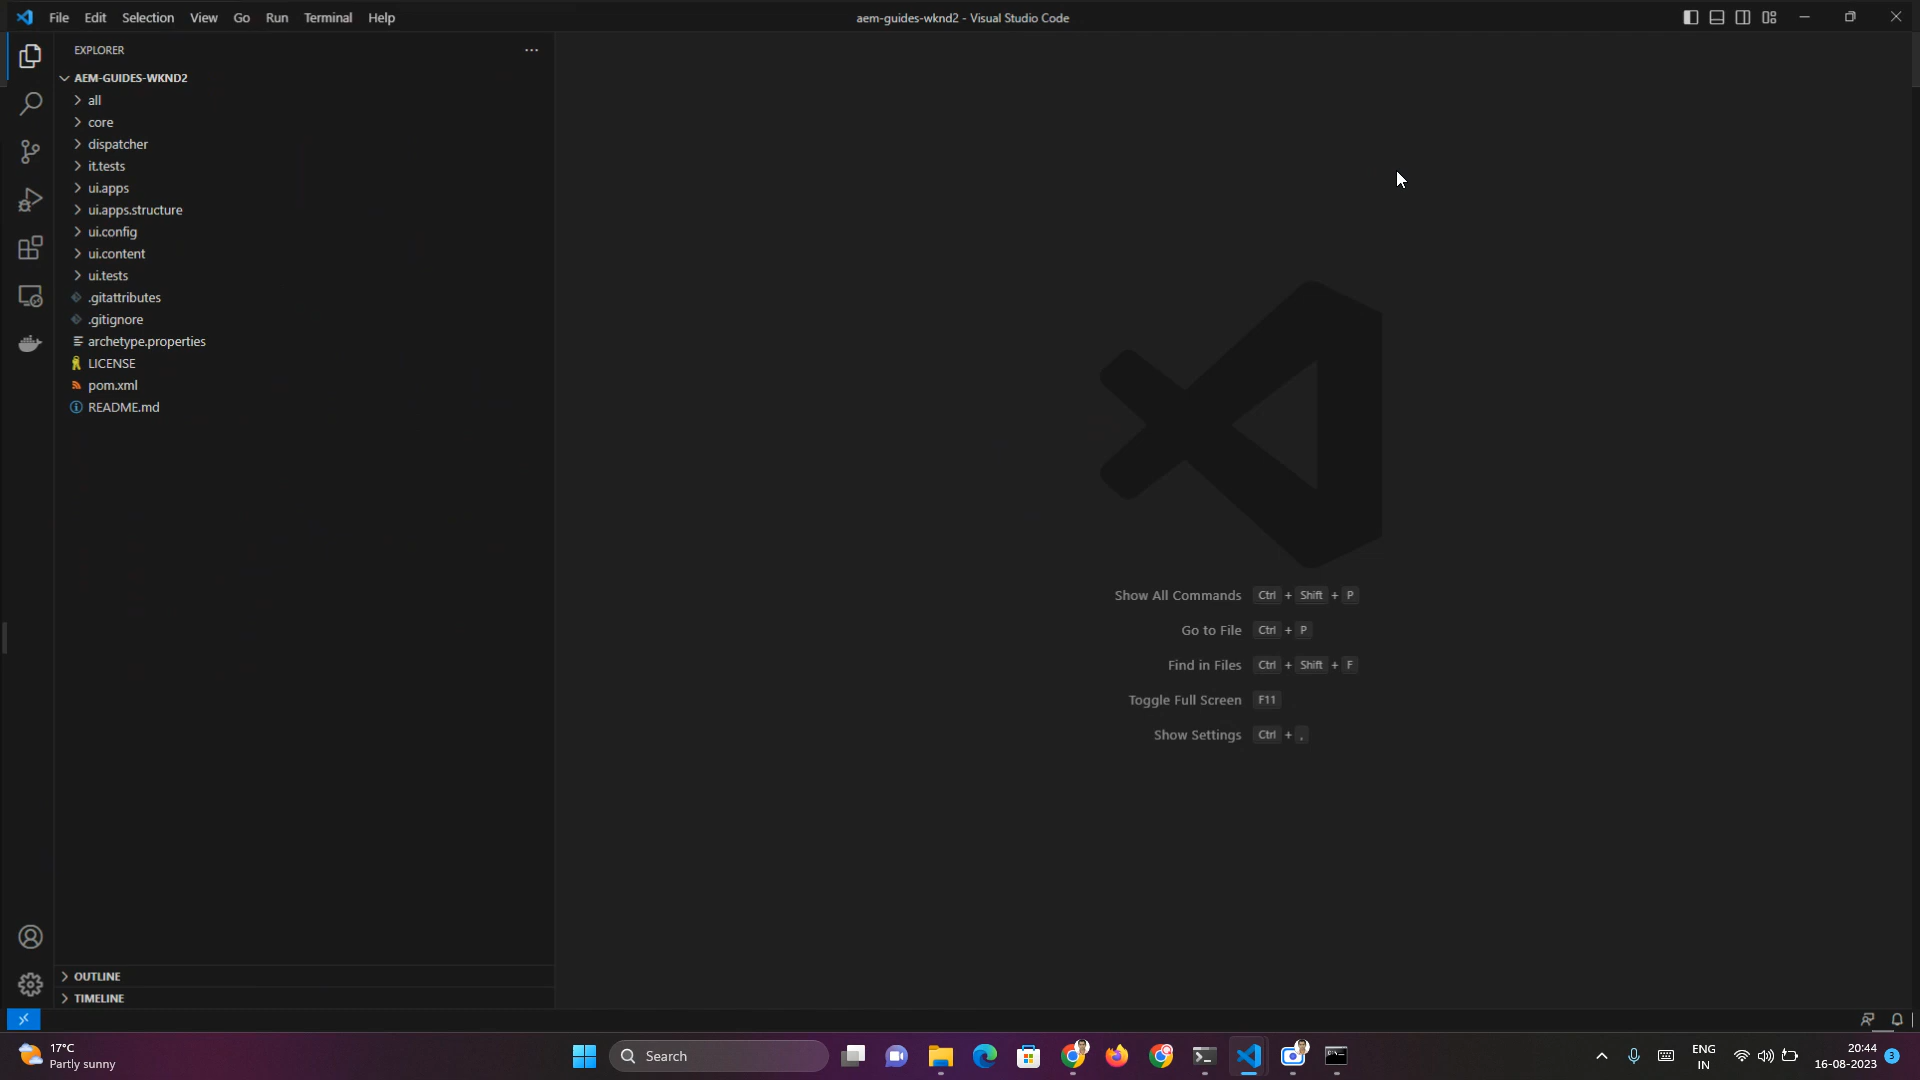 File Edit Selection View Go Run Terminal Help
aem-guides-wknd2 - Visual Studio Code
EXPLORER
AEM-GUIDES-WKND2
all
core
dispatcher
it.tests
ui.apps
ui.apps.structure
ui.config
ui.content
ui.tests
.gitattributes
.gitignore
archetype.properties
LICENSE
pom.xml
README.md
Show All Commands Ctrl + Shift + P
Go to File Ctrl + P
Find in Files Ctrl + Shift + F
Toggle Full Screen F11
Show Settings Ctrl + ,
OUTLINE
TIMELINE
17°C
Partly sunny
Search
ENG
IN
20:44
16-08-2023
3